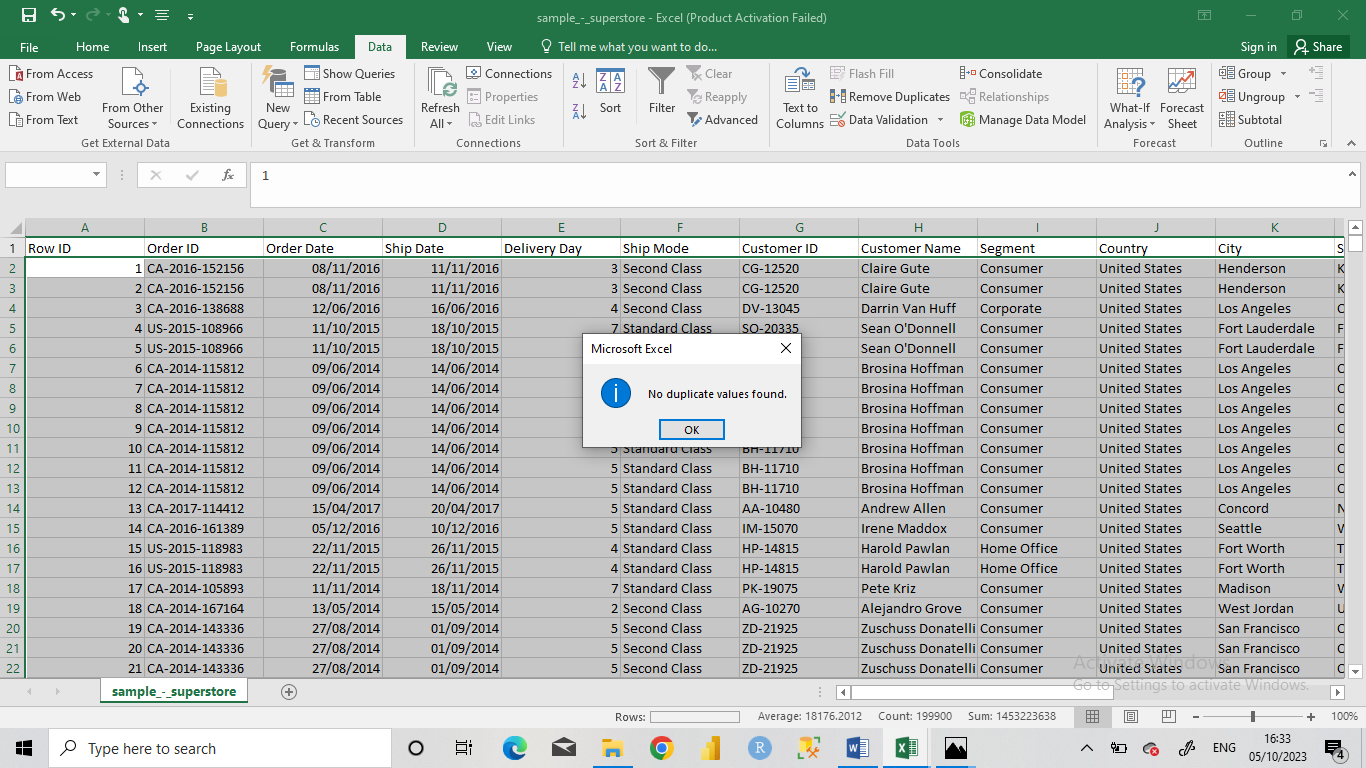 sample_-_superstore - Excel (Product Activation Failed)
File Home Insert Page Layout Formulas Data Review View Tell me what you want to do... Sign in Share
From Access
From Web
From Text
From Other Sources
Existing Connections
Get External Data
New Query
Show Queries
From Table
Recent Sources
Get & Transform
Refresh All
Connections
Properties
Edit Links
Connections
Sort
Filter
Clear
Reapply
Advanced
Sort & Filter
Text to Columns
Flash Fill
Remove Duplicates
Data Validation
Consolidate
Relationships
Manage Data Model
Data Tools
What-If Analysis
Forecast Sheet
Forecast
Group
Ungroup
Subtotal
Outline
fx 1
A B C D E F G H I J K
1 Row ID Order ID Order Date Ship Date Delivery Day Ship Mode Customer ID Customer Name Segment Country City S
2 1 CA-2016-152156 08/11/2016 11/11/2016 3 Second Class CG-12520 Claire Gute Consumer United States Henderson K
3 2 CA-2016-152156 08/11/2016 11/11/2016 3 Second Class CG-12520 Claire Gute Consumer United States Henderson K
4 3 CA-2016-138688 12/06/2016 16/06/2016 4 Second Class DV-13045 Darrin Van Huff Corporate United States Los Angeles C
5 4 US-2015-108966 11/10/2015 18/10/2015 7 Standard Class SO-20335 Sean O'Donnell Consumer United States Fort Lauderdale F
6 5 US-2015-108966 11/10/2015 18/10/2015 Sean O'Donnell Consumer United States Fort Lauderdale F
7 6 CA-2014-115812 09/06/2014 14/06/2014 Brosina Hoffman Consumer United States Los Angeles C
8 7 CA-2014-115812 09/06/2014 14/06/2014 Brosina Hoffman Consumer United States Los Angeles C
9 8 CA-2014-115812 09/06/2014 14/06/2014 Brosina Hoffman Consumer United States Los Angeles C
10 9 CA-2014-115812 09/06/2014 14/06/2014 Brosina Hoffman Consumer United States Los Angeles C
11 10 CA-2014-115812 09/06/2014 14/06/2014 5 Standard Class BH-11710 Brosina Hoffman Consumer United States Los Angeles C
12 11 CA-2014-115812 09/06/2014 14/06/2014 5 Standard Class BH-11710 Brosina Hoffman Consumer United States Los Angeles C
13 12 CA-2014-115812 09/06/2014 14/06/2014 5 Standard Class BH-11710 Brosina Hoffman Consumer United States Los Angeles C
14 13 CA-2017-114412 15/04/2017 20/04/2017 5 Standard Class AA-10480 Andrew Allen Consumer United States Concord N
15 14 CA-2016-161389 05/12/2016 10/12/2016 5 Standard Class IM-15070 Irene Maddox Consumer United States Seattle W
16 15 US-2015-118983 22/11/2015 26/11/2015 4 Standard Class HP-14815 Harold Pawlan Home Office United States Fort Worth T
17 16 US-2015-118983 22/11/2015 26/11/2015 4 Standard Class HP-14815 Harold Pawlan Home Office United States Fort Worth T
18 17 CA-2014-105893 11/11/2014 18/11/2014 7 Standard Class PK-19075 Pete Kriz Consumer United States Madison W
19 18 CA-2014-167164 13/05/2014 15/05/2014 2 Second Class AG-10270 Alejandro Grove Consumer United States West Jordan U
20 19 CA-2014-143336 27/08/2014 01/09/2014 5 Second Class ZD-21925 Zuschuss Donatelli Consumer United States San Francisco C
21 20 CA-2014-143336 27/08/2014 01/09/2014 5 Second Class ZD-21925 Zuschuss Donatelli Consumer United States San Francisco C
22 21 CA-2014-143336 27/08/2014 01/09/2014 5 Second Class ZD-21925 Zuschuss Donatelli Consumer United States San Francisco C
Microsoft Excel
No duplicate values found.
OK
Activate Windows
Go to Settings to activate Windows.
sample_-_superstore
Rows: Average: 18176.2012 Count: 199900 Sum: 1453223638 100%
Type here to search
R
ENG
16:33
05/10/2023
4